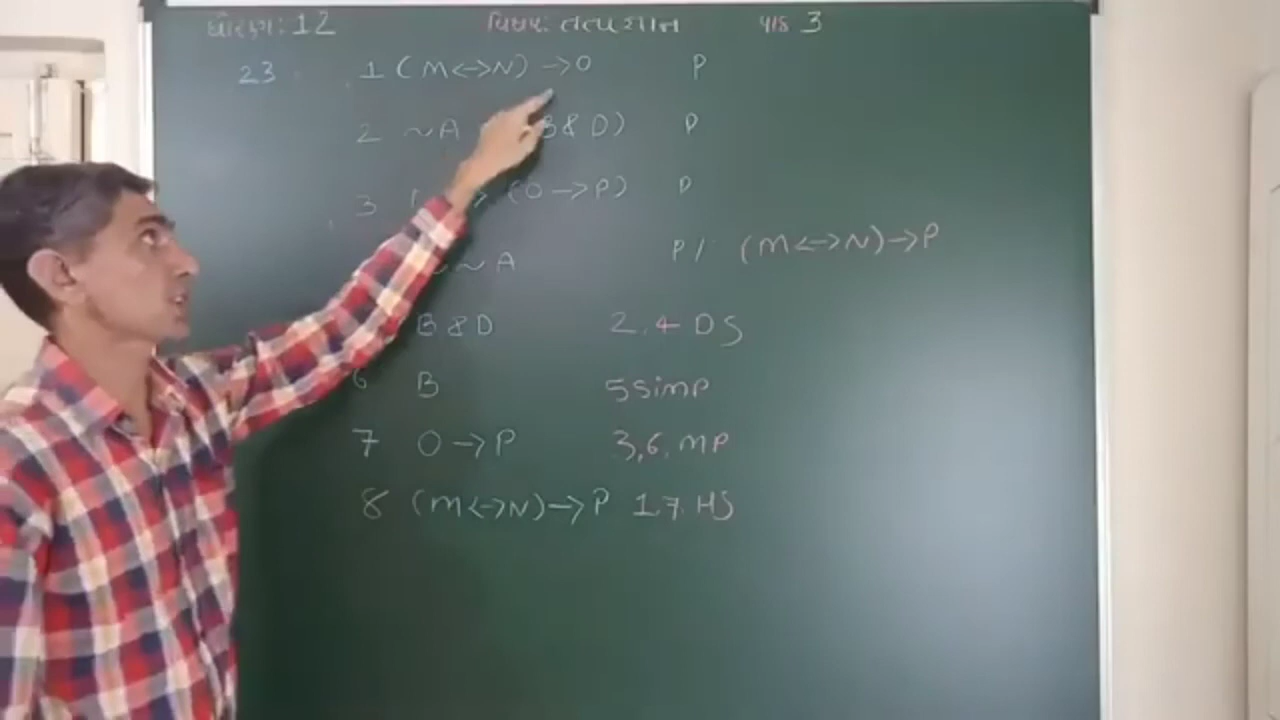 ધોરણ: 12 વિષય: તત્વજ્ઞાન પાઠ 3
23 1 (M<->N) ->O P
2 ~A B & D) P
3 (O ->P) P
~ ~A P / (M<->N)->P
B & D 2.4 DS
6 B 5 Simp
7 O ->P 3,6, MP
8 (M<->N)->P 1.7. HS